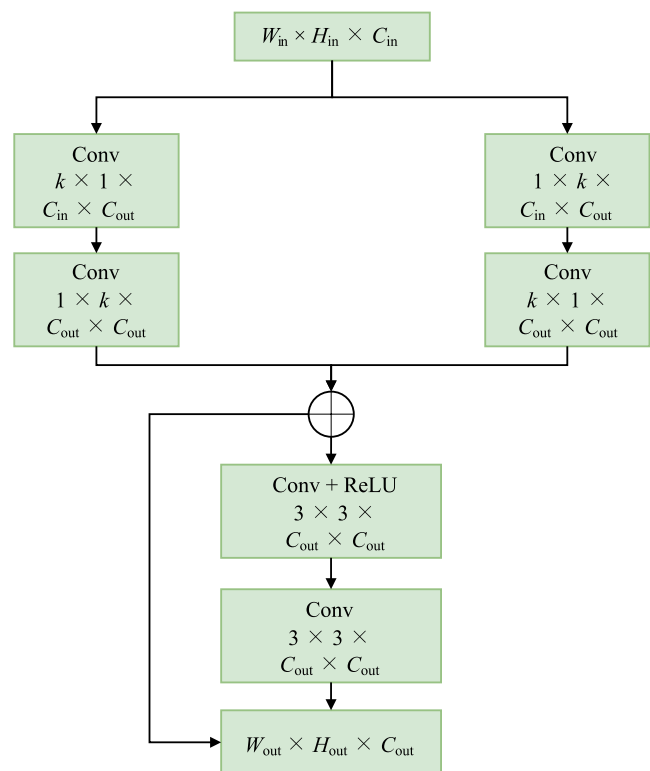 W_in × H_in × C_in
Conv
k × 1 ×
C_in × C_out
Conv
1 × k ×
C_in × C_out
Conv
1 × k ×
C_out × C_out
Conv
k × 1 ×
C_out × C_out
Conv + ReLU
3 × 3 ×
C_out × C_out
Conv
3 × 3 ×
C_out × C_out
W_out × H_out × C_out